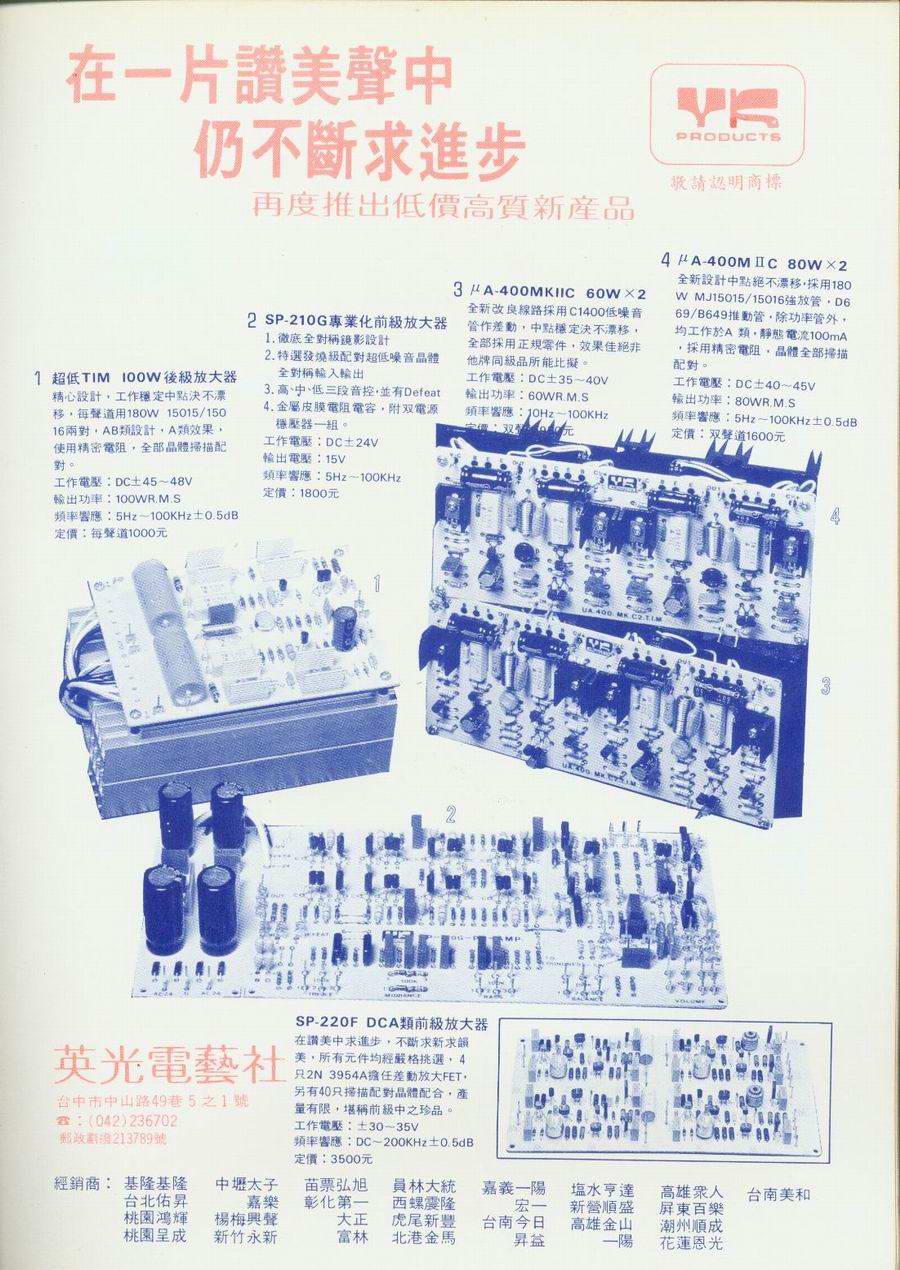 在一片讚美聲中
仍不斷求進步
再度推出低價高質新産品
YR
PRODUCTS
敬請認明商標
1 超低TIM 100W後級放大器
精心設計，工作穩定中點決不漂
移，每聲道用180W 15015/150
16兩對，AB類設計，A類效果，
使用精密電阻，全部晶體掃描配
對。
工作電壓：DC±45～48V
輸出功率：100WR.M.S
頻率響應：5Hz～100KHz±0.5dB
定價：每聲道1000元
2 SP-210G專業化前級放大器
1.徹底全對稱鏡影設計
2.特選發燒級配對超低噪音晶體
全對稱輸入輸出
3.高、中、低三段音控，並有Defeat
4.金屬皮膜電阻電容，附双電源
穩壓器一組。
工作電壓：DC±24V
輸出電壓：15V
頻率響應：5Hz～100KHz
定價：1800元
3 μA-400MKIIC 60W×2
全新改良線路採用C1400低噪音
管作差動，中點穩定決不漂移，
全部採用正規零件，效果佳絕非
他牌同級品所能比擬。
工作電壓：DC±35～40V
輸出功率：60WR.M.S
頻率響應：10Hz～100KHz
定價：双聲
元
4 μA-400MⅡC 80W×2
全新設計中點絕不漂移，採用180
W MJ15015/15016強放管，D6
69/B649推動管，除功率管外，
均工作於A 類，靜態電流100mA
，採用精密電阻，晶體全部掃描
配對。
工作電壓：DC±40～45V
輸出功率：80WR.M.S
頻率響應：5Hz～100KHz±0.5dB
定價：双聲道1600元
4
1
UA.400.MK.C2.T.I.M
3
YR
UA.400.MK.C2.T.I.M
2
DEFEAT
AC24 0 AC24
TREBLE
MIDRANGE
BASS
BALANCE
VOLUME
SP-220F DCA類前級放大器
在讚美中求進步，不斷求新求韻
美，所有元件均經嚴格挑選，4
只2N 3954A擔任差動放大FET，
另有40只掃描配對晶體配合，產
量有限，堪稱前級中之珍品。
工作電壓：±30～35V
頻率響應：DC～200KHz±0.5dB
定價：3500元
英光電藝社
台中市中山路49巷5之1號
☎：(042)236702
郵政劃撥213789號
經銷商：基隆基隆 中壢太子 苗票弘旭 員林大統 嘉義一陽 塩水亨達 高雄衆人 台南美和
台北佑昇 嘉樂 彰化第一 西螺震隆 宏一 新營順盛 屏東百樂
桃園鴻輝 楊梅興聲 大正 虎尾新豐 台南今日 高雄金山 潮州順成
桃園呈成 新竹永新 富林 北港金馬 昇益 一陽 花蓮恩光